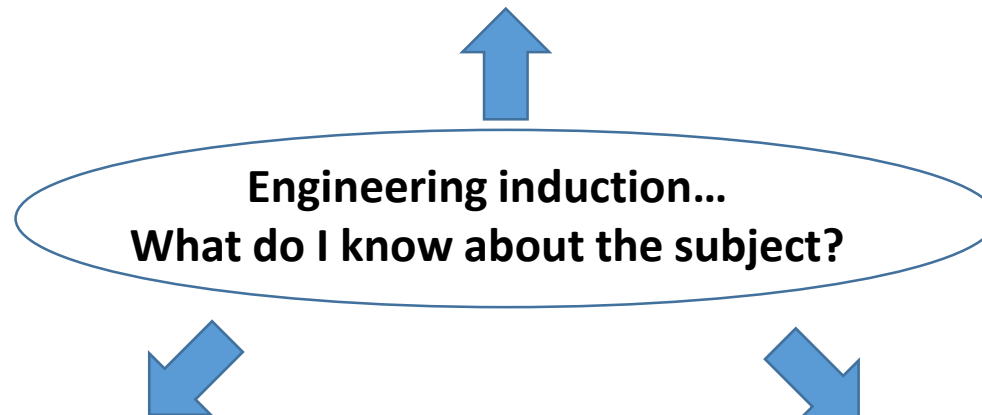 Engineering induction…
What do I know about the subject?